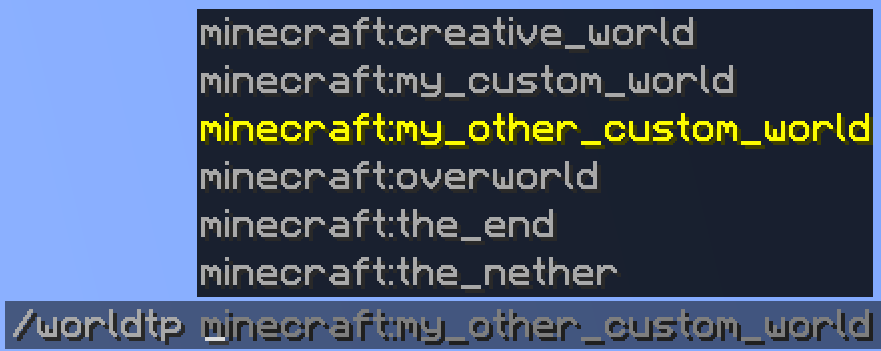 minecraft:creative_world
minecraft:my_custom_world
minecraft:my_other_custom_world
minecraft:overworld
minecraft:the_end
minecraft:the_nether
/worldtp minecraft:my_other_custom_world